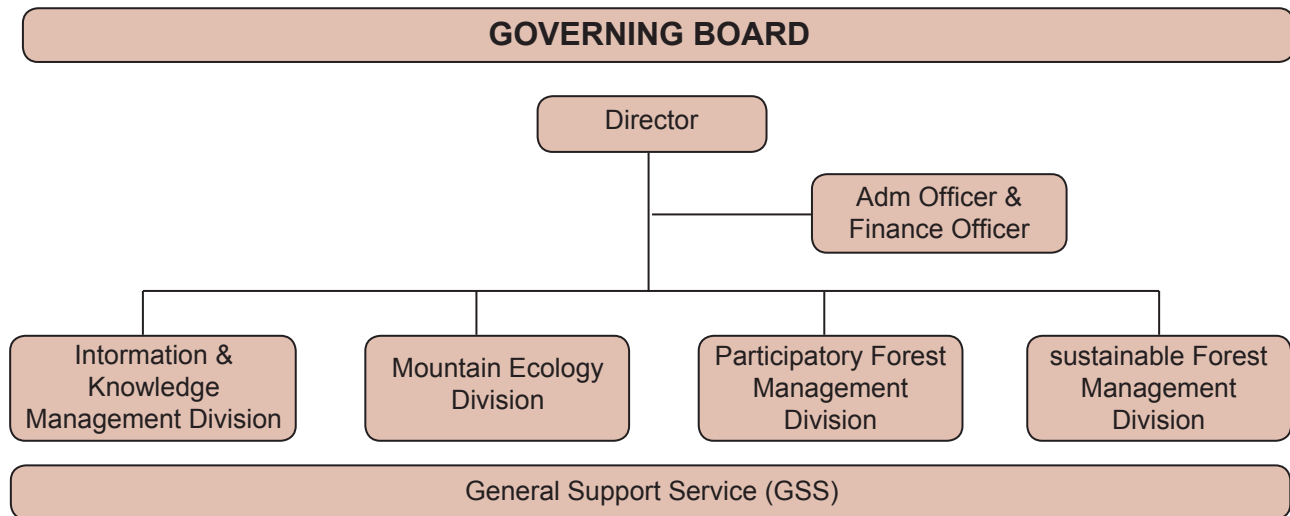 GOVERNING BOARD
Director
Adm Officer &
Finance Officer
Intormation &
Knowledge
Management Division
Mountain Ecology
Division
Participatory Forest
Management
Division
sustainable Forest
Management
Division
General Support Service (GSS)